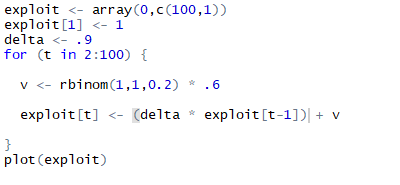 exploit <- array(0,c(100,1))
exploit[1] <- 1
delta <- .9
for (t in 2:100) {
v <- rbinom(1,1,0.2) * .6
exploit[t] <- (delta * exploit[t-1]) + v
}
plot(exploit)